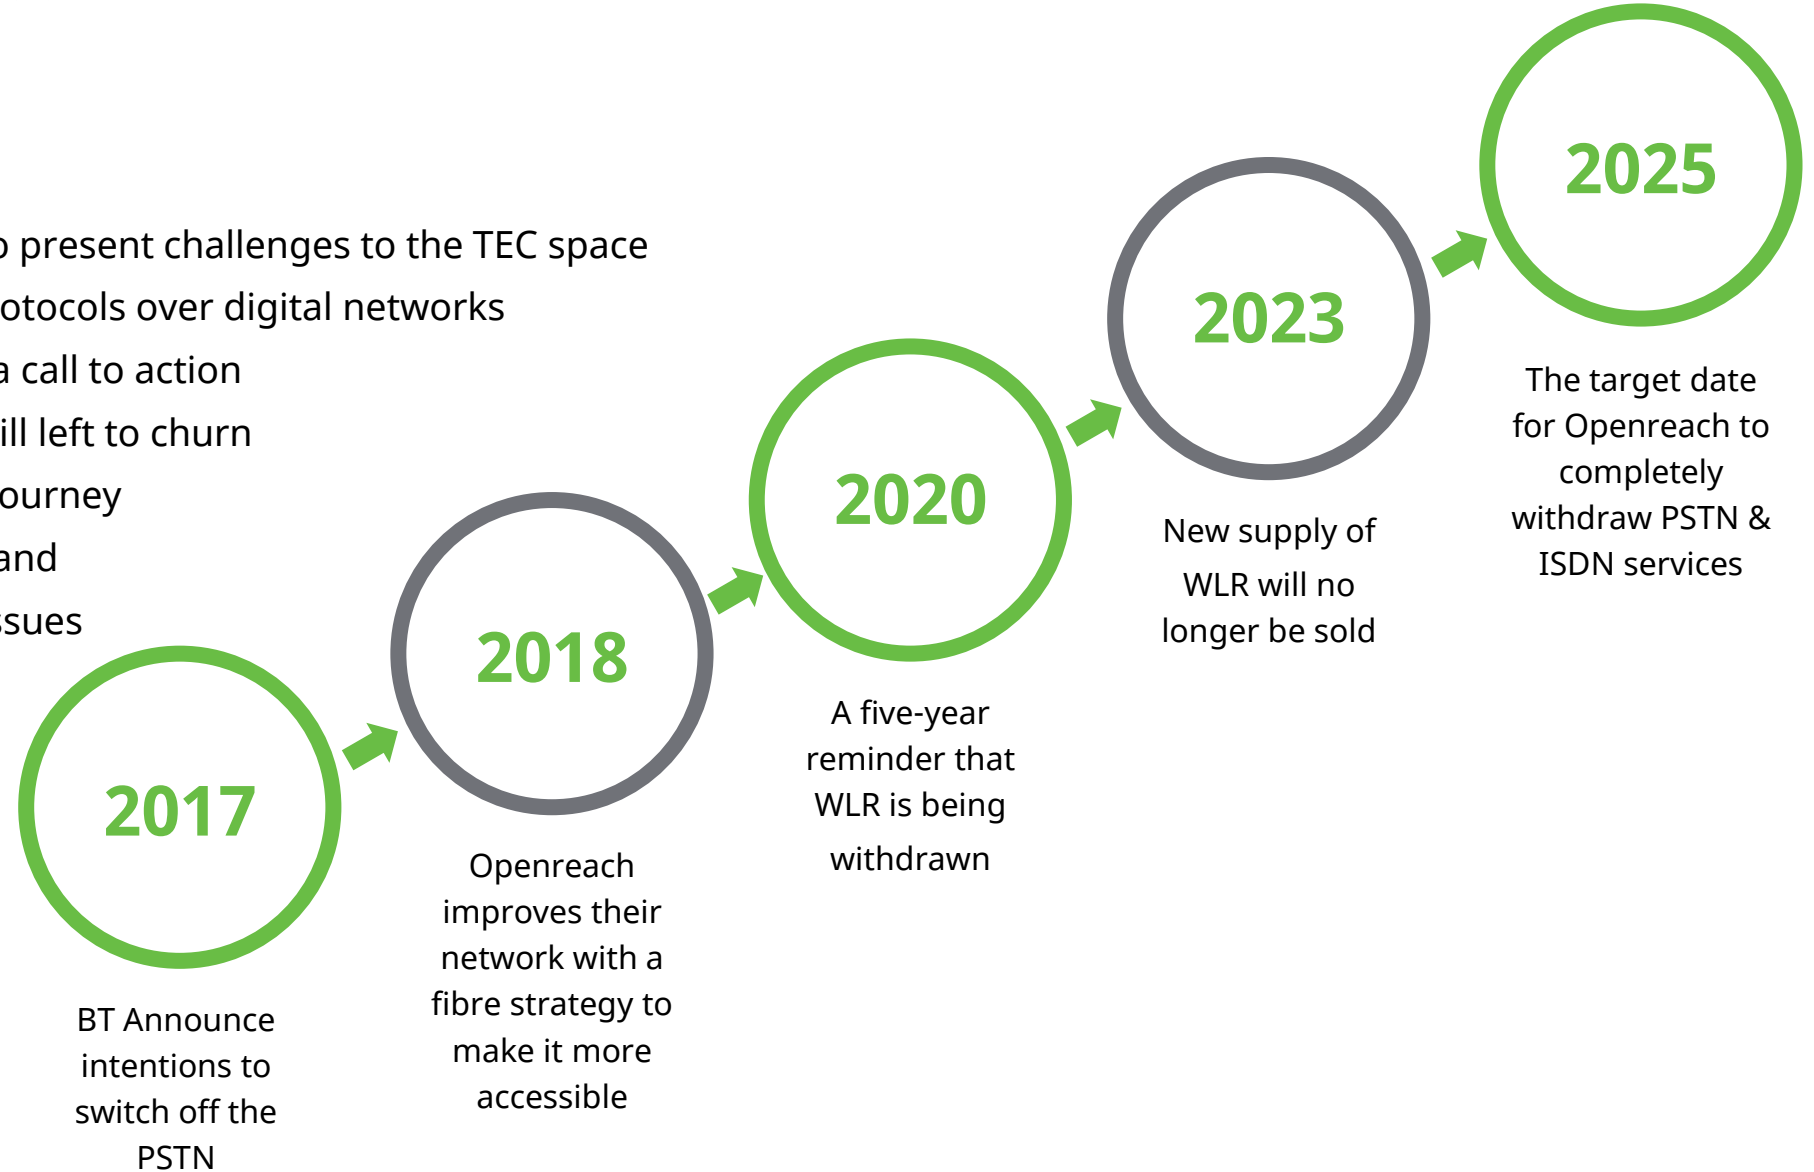 present challenges to the TEC space
otocols over digital networks
a call to action
ill left to churn
ourney
and
ssues
2017
BT Announce
intentions to
switch off the
PSTN
2018
Openreach
improves their
network with a
fibre strategy to
make it more
accessible
2020
A five-year
reminder that
WLR is being
withdrawn
2023
New supply of
WLR will no
longer be sold
2025
The target date
for Openreach to
completely
withdraw PSTN &
ISDN services